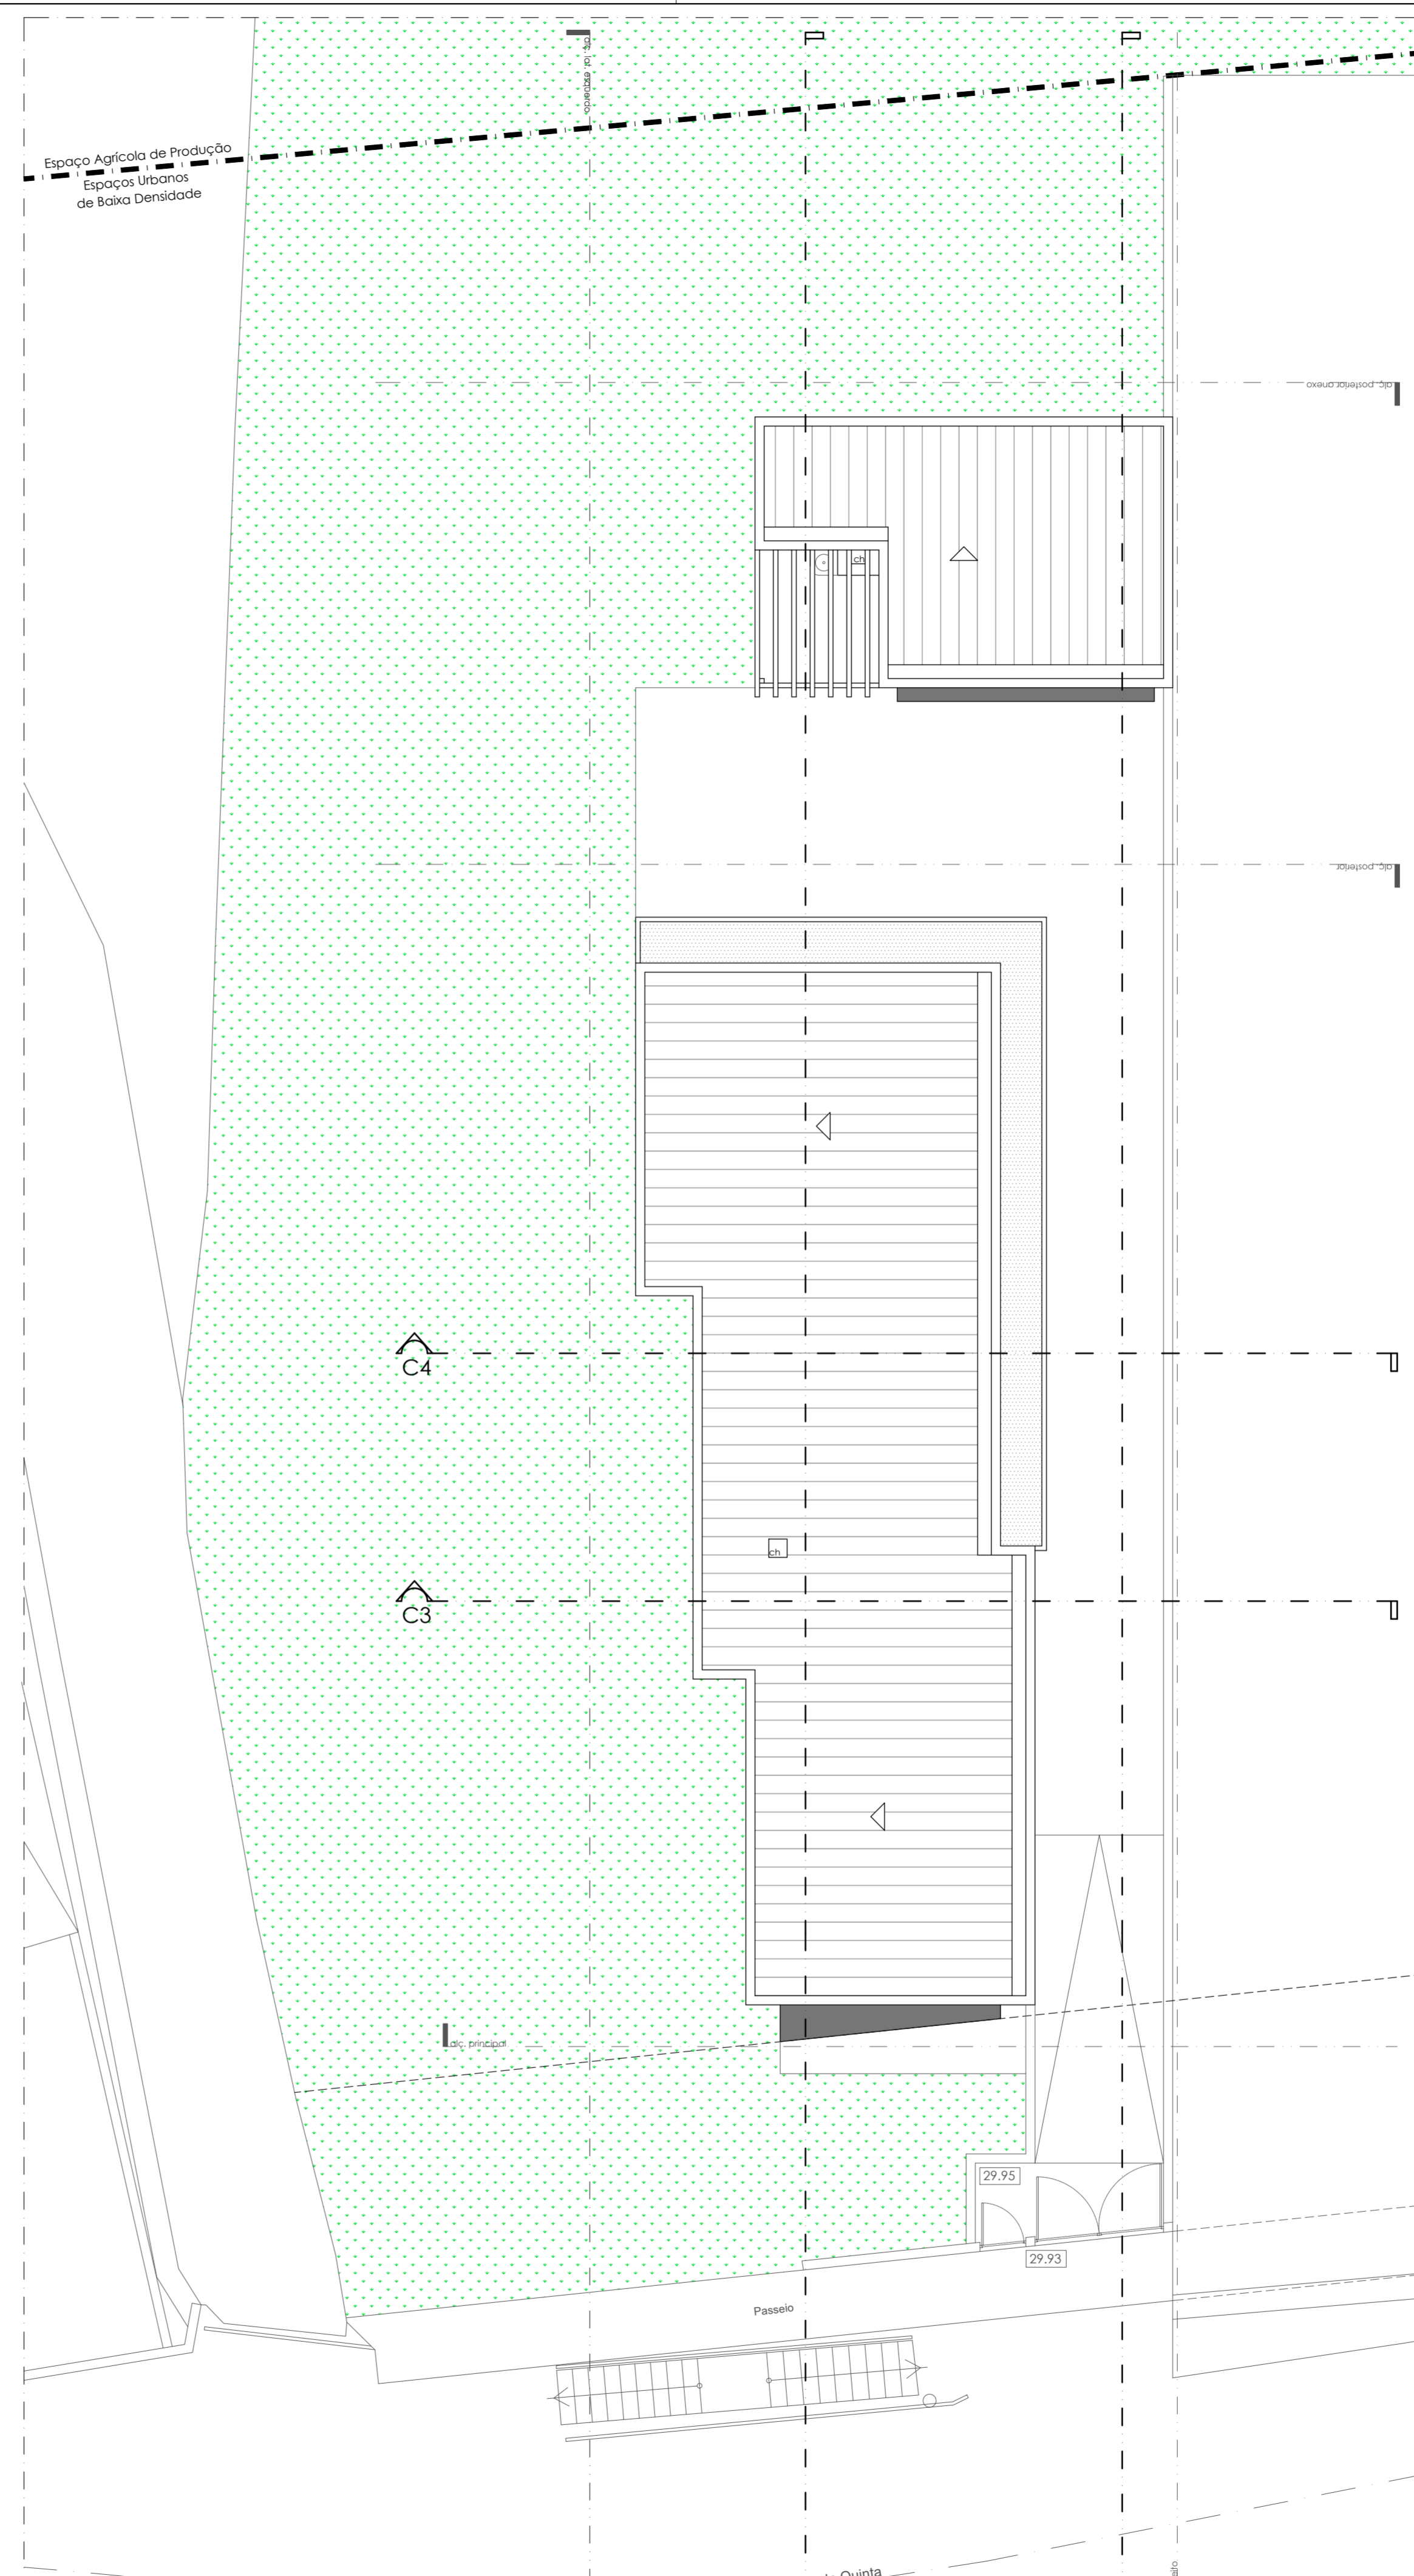 alç. lat. esquerdo
Espaço Agrícola de Produção
Espaços Urbanos
de Baixa Densidade
alç. posterior anexo
ch
alç. posterior
C4
ch
C3
alç. principal
29.95
29.93
Passeio
Quinta